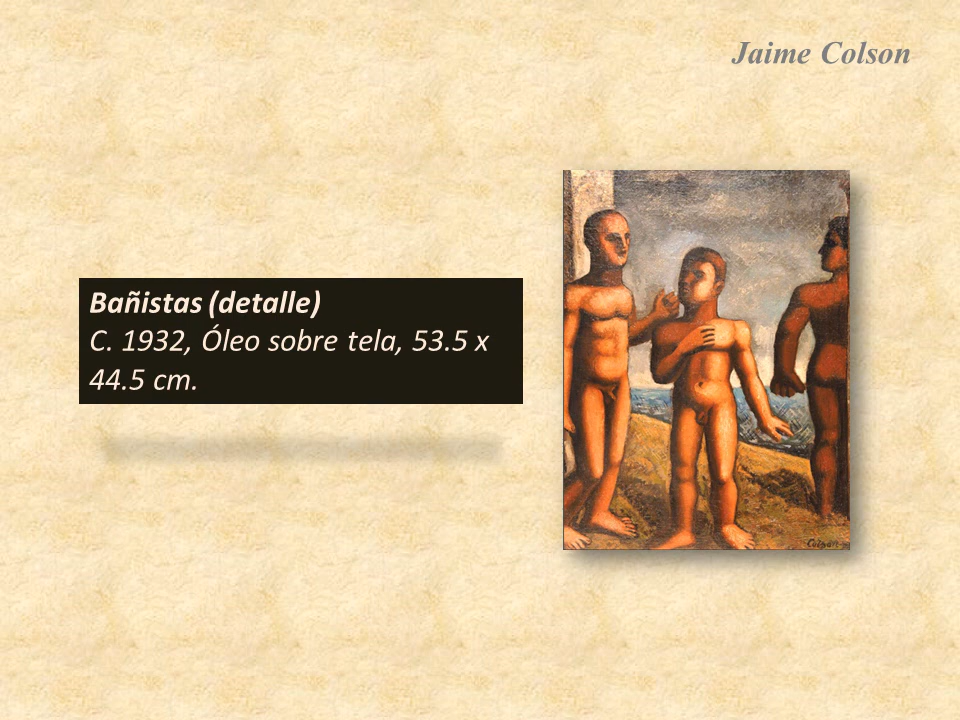 Jaime Colson
Bañistas (detalle)
C. 1932, Óleo sobre tela, 53.5 x
44.5 cm.
Colson